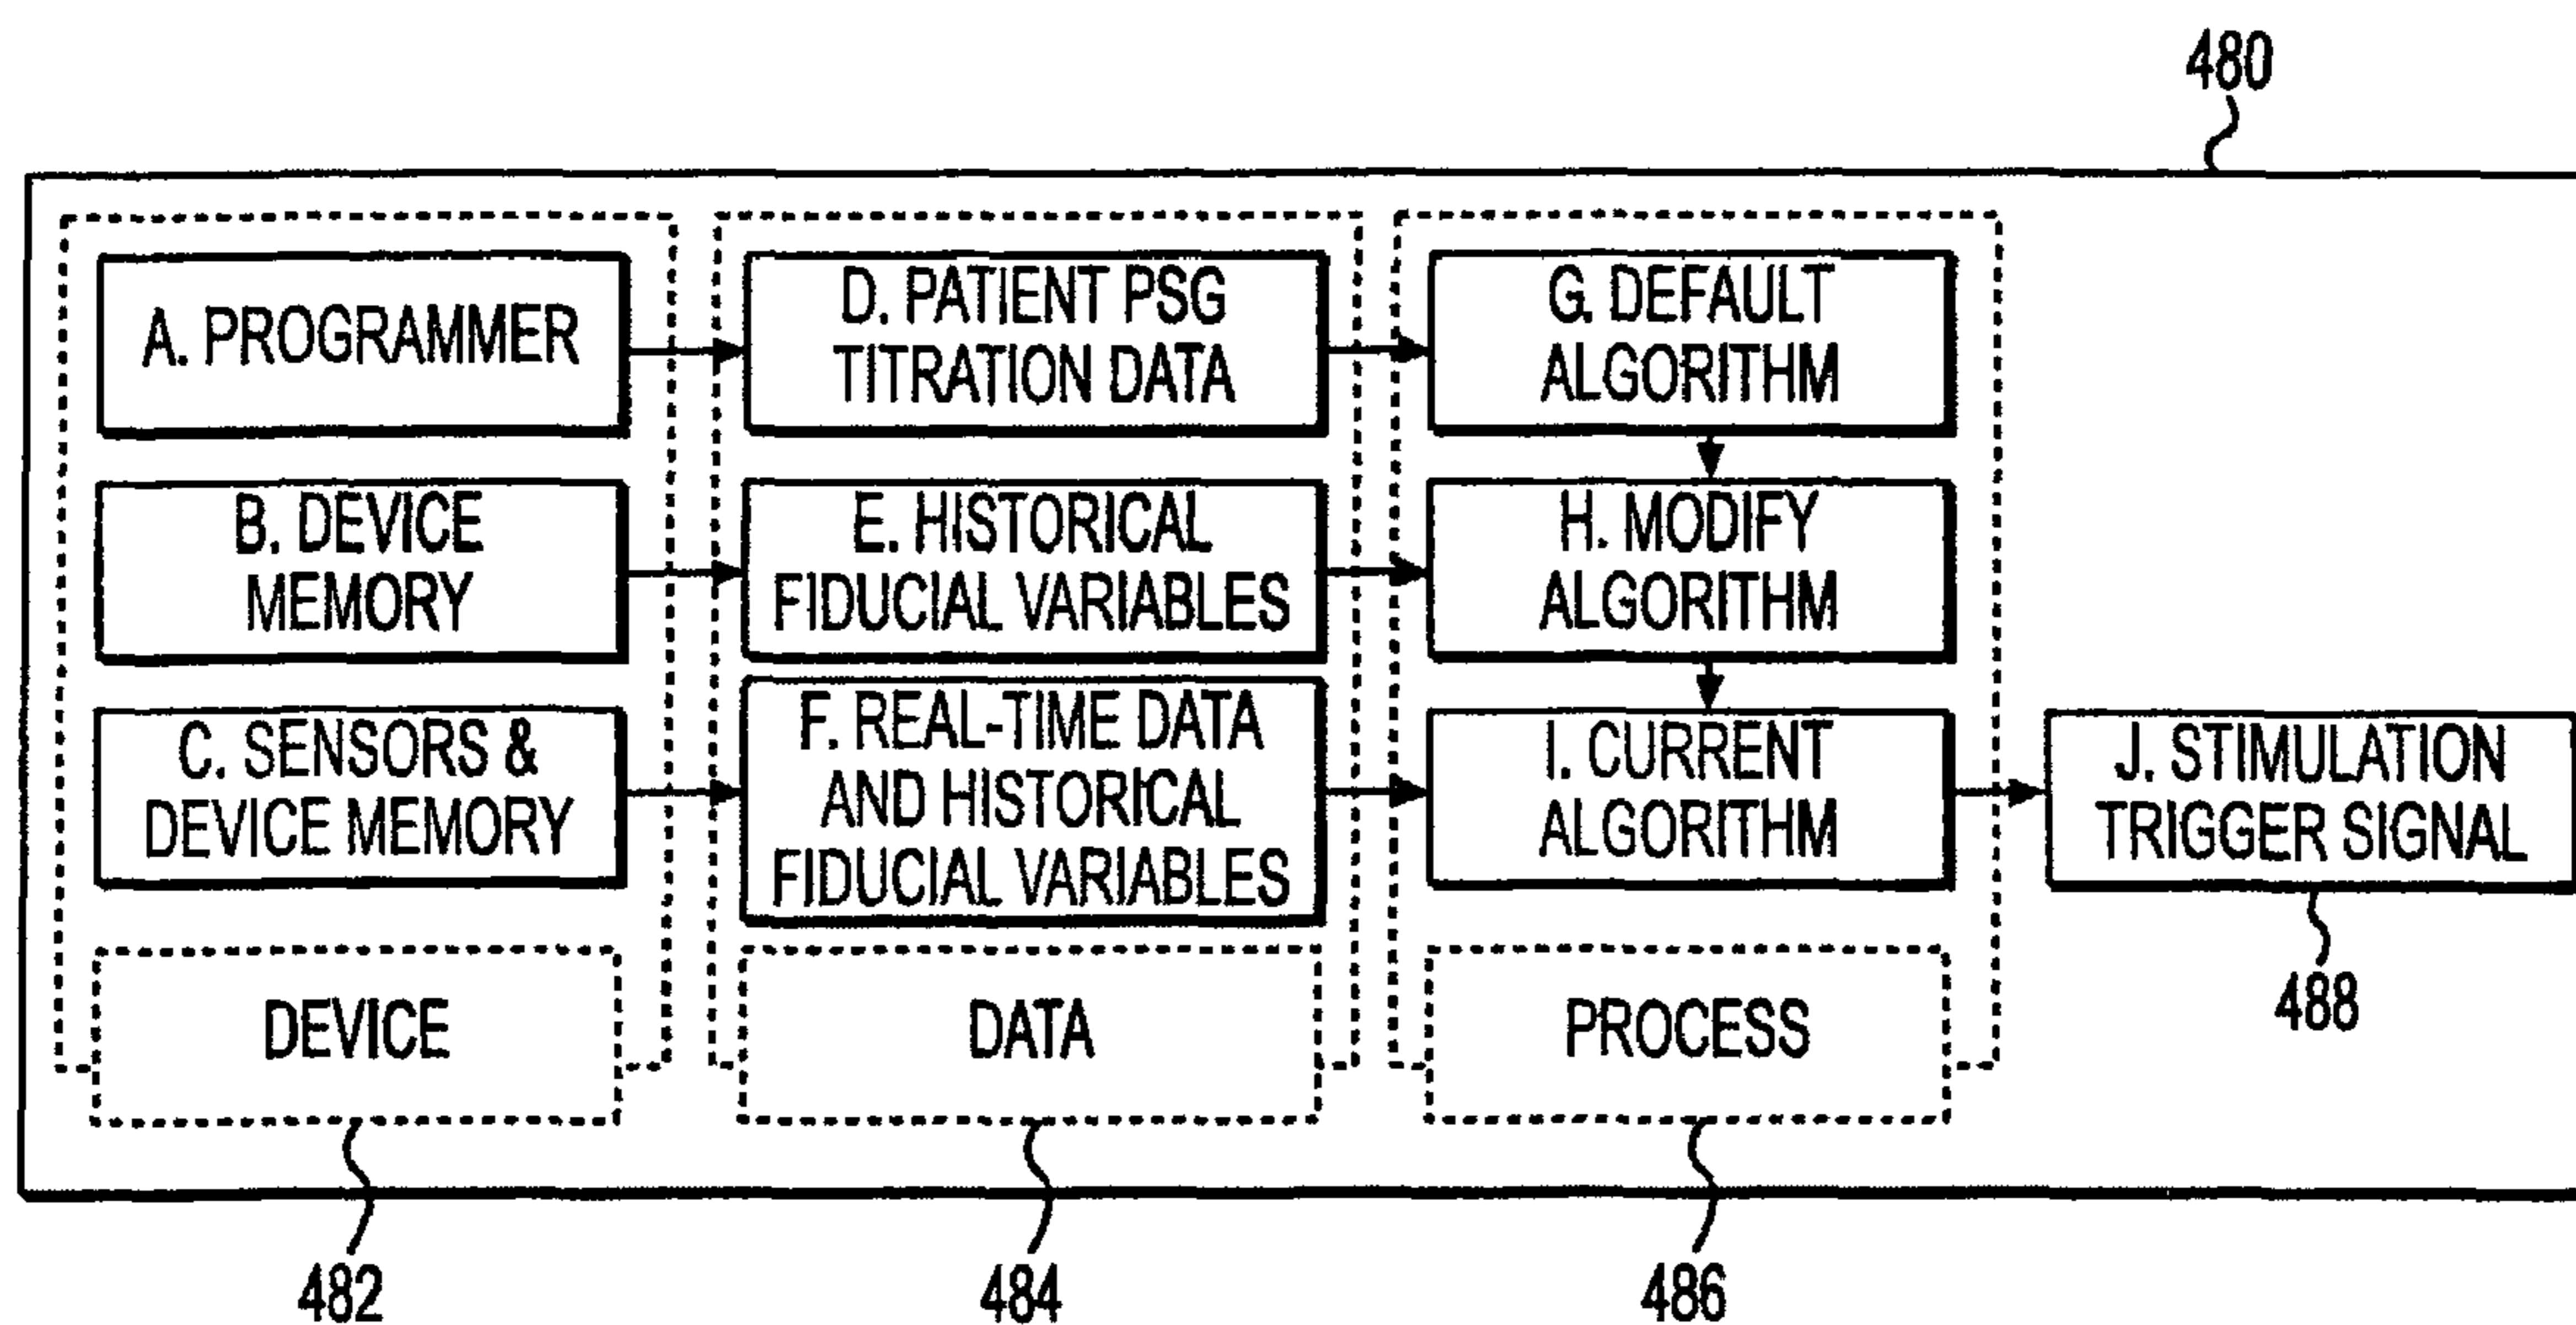 480
A. PROGRAMMER
D. PATIENT PSG
TITRATION DATA
G. DEFAULT
ALGORITHM
B. DEVICE
MEMORY
E. HISTORICAL
FIDUCIAL VARIABLES
H. MODIFY
ALGORITHM
C. SENSORS &
DEVICE MEMORY
F. REAL-TIME DATA
AND HISTORICAL
FIDUCIAL VARIABLES
I. CURRENT
ALGORITHM
J. STIMULATION
TRIGGER SIGNAL
488
DEVICE
DATA
PROCESS
482
484
486